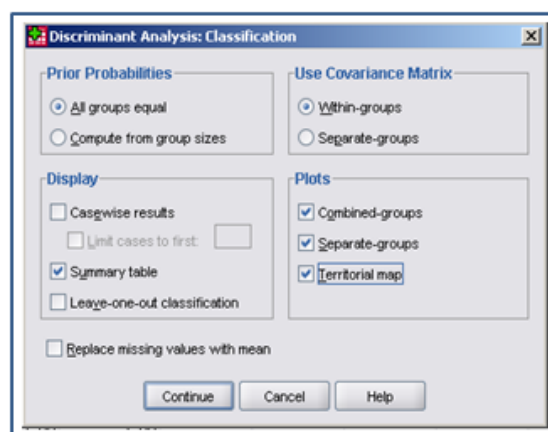 Discriminant Analysis: Classification
Prior Probabilities
All groups equal
Compute from group sizes
Use Covariance Matrix
Within-groups
Separate-groups
Display
Casewise results
Limit cases to first:
Summary table
Leave-one-out classification
Plots
Combined-groups
Separate-groups
Territorial map
Replace missing values with mean
Continue
Cancel
Help